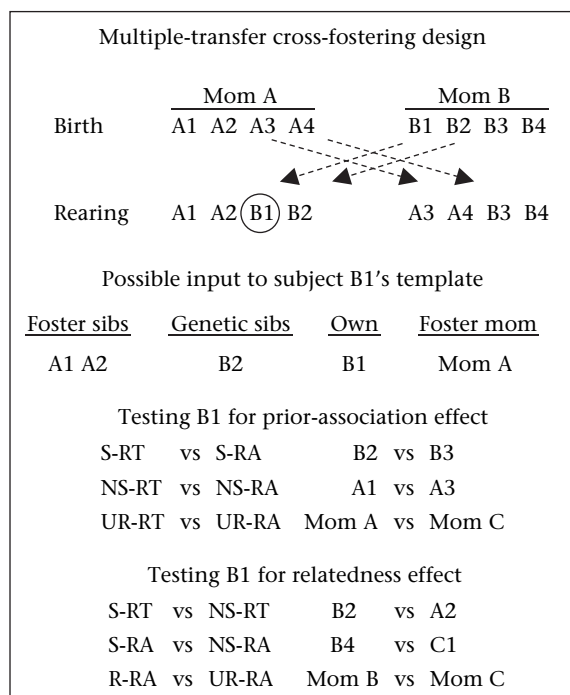 Multiple-transfer cross-fostering design
Mom A Mom B
Birth A1 A2 A3 A4 B1 B2 B3 B4
Rearing A1 A2 B1 B2 A3 A4 B3 B4
Possible input to subject B1's template
Foster sibs Genetic sibs Own Foster mom
A1 A2 B2 B1 Mom A
Testing B1 for prior-association effect
S-RT vs S-RA B2 vs B3
NS-RT vs NS-RA A1 vs A3
UR-RT vs UR-RA Mom A vs Mom C
Testing B1 for relatedness effect
S-RT vs NS-RT B2 vs A2
S-RA vs NS-RA B4 vs C1
R-RA vs UR-RA Mom B vs Mom C